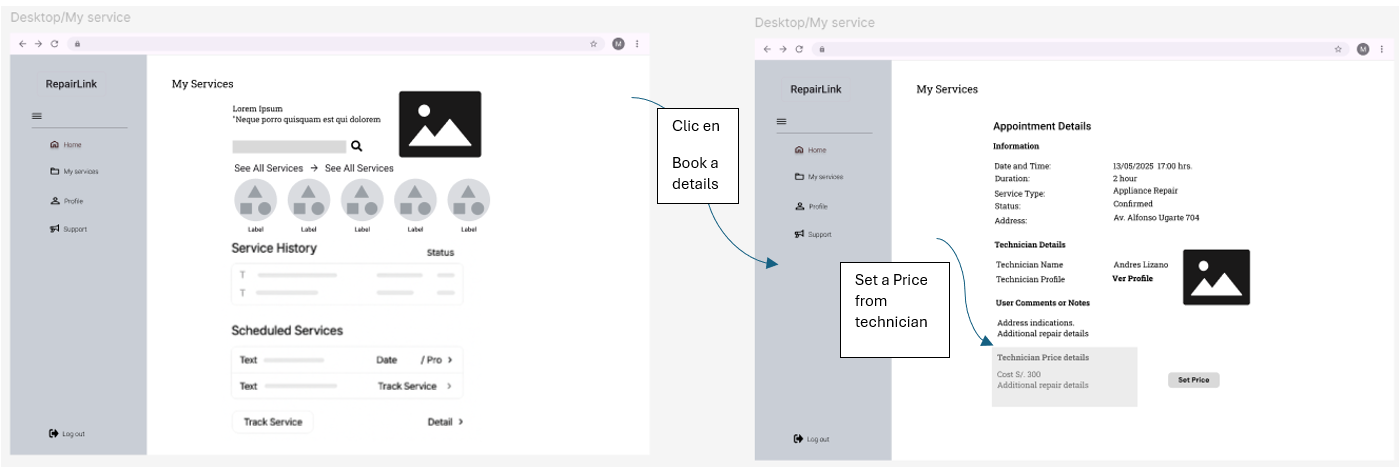 Desktop/My service
RepairLink
Home
My services
Profile
Support
Log out
My Services
Lorem Ipsum
"Neque porro quisquam est qui dolorem
See All Services → See All Services
Label Label Label Label Label
Service History Status
T
T
Scheduled Services
Text Date / Pro >
Text Track Service >
Track Service Detail >
Clic en
Book a
details
Desktop/My service
M
RepairLink
Home
My services
Profile
Support
Log out
My Services
Appointment Details
Information
Date and Time: 13/05/2025 17:00 hrs.
Duration: 2 hour
Service Type: Appliance Repair
Status: Confirmed
Address: Av. Alfonso Ugarte 704
Technician Details
Technician Name Andres Lizano
Technician Profile Ver Profile
User Comments or Notes
Address indications.
Additional repair details
Set a Price
from
technician
Technician Price details
Cost S/. 300
Additional repair details
Set Price